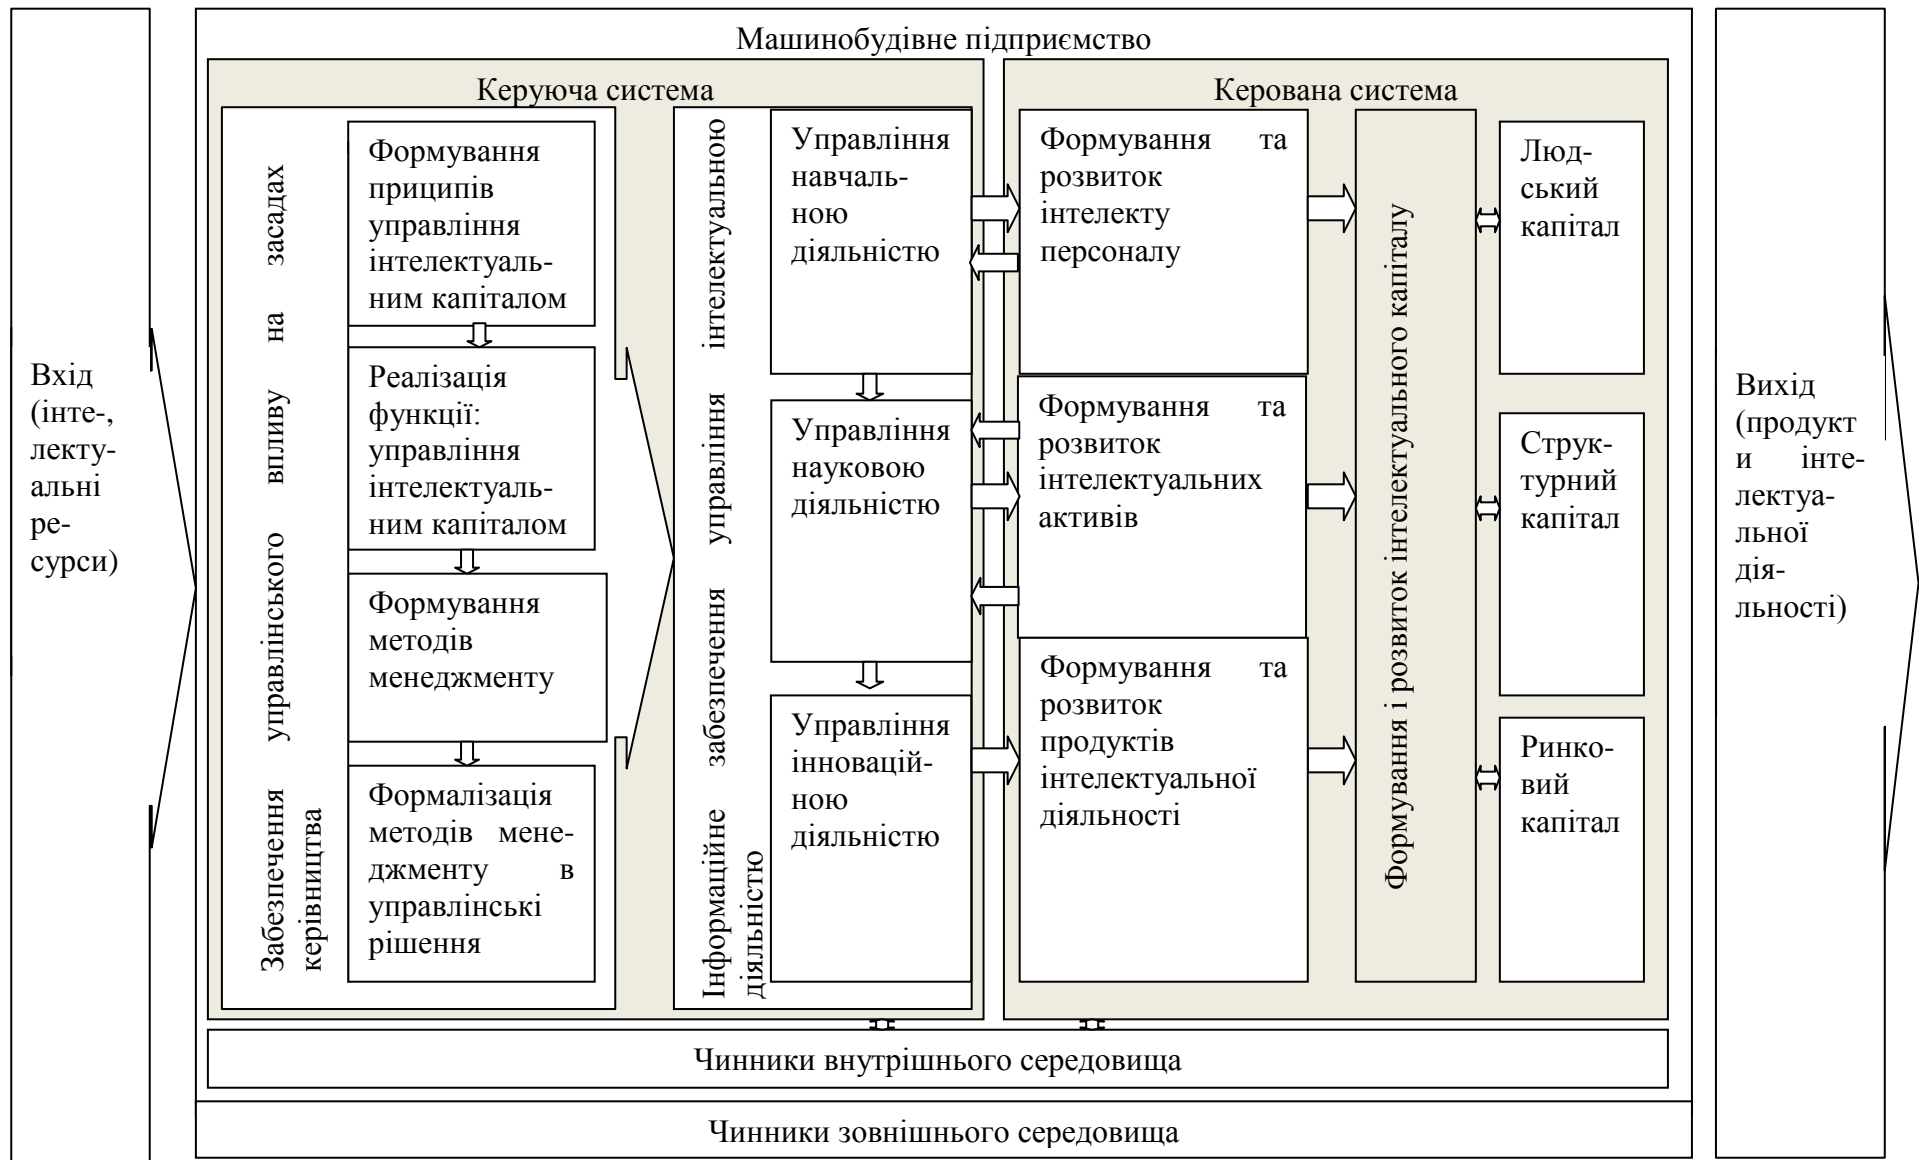 Машинобудівне підприємство
Керуюча система
Керована система
Вхід
(інте-,
лекту-
альні
ре-
сурси)
Забезпечення управлінського впливу на засадах
керівництва
Формування
приципів
управління
інтелектуаль-
ним капіталом
Реалізація
функції:
управління
інтелектуаль-
ним капіталом
Формування
методів
менеджменту
Формалізація
методів мене-
джменту в
управлінські
рішення
Інформаційне забезпечення управління інтелектуальною
діяльністю
Управління
навчаль-
ною
діяльністю
Управління
науковою
діяльністю
Управління
інновацій-
ною
діяльністю
Формування та
розвиток
інтелекту
персоналу
Формування та
розвиток
інтелектуальних
активів
Формування та
розвиток
продуктів
інтелектуальної
діяльності
Формування і розвиток інтелектуального капіталу
Люд-
ський
капітал
Струк-
турний
капітал
Ринко-
вий
капітал
Вихід
(продукт
и інте-
лектуа-
льної
дія-
льності)
Чинники внутрішнього середовища
Чинники зовнішнього середовища